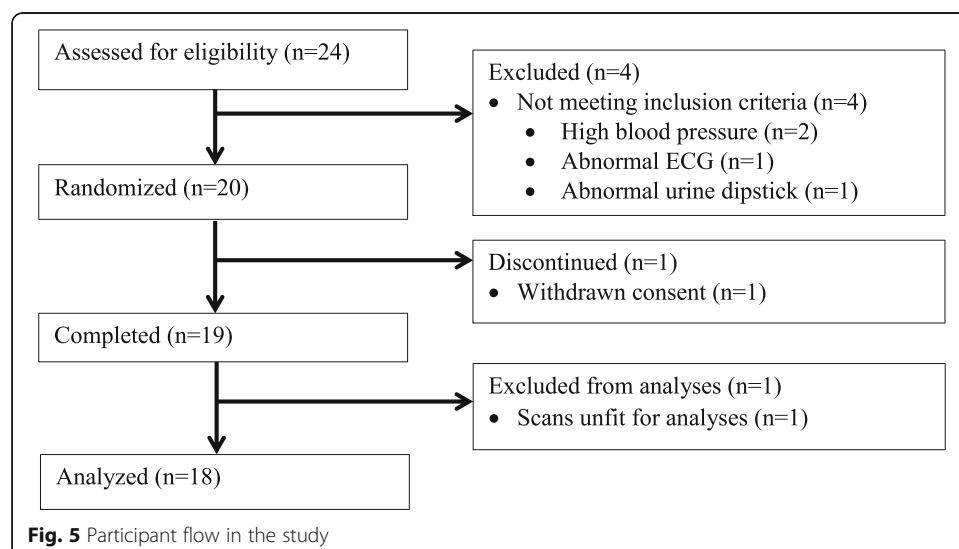 Assessed for eligibility (n=24)
Excluded (n=4)
• Not meeting inclusion criteria (n=4)
• High blood pressure (n=2)
• Abnormal ECG (n=1)
• Abnormal urine dipstick (n=1)
Randomized (n=20)
Discontinued (n=1)
• Withdrawn consent (n=1)
Completed (n=19)
Excluded from analyses (n=1)
• Scans unfit for analyses (n=1)
Analyzed (n=18)
Fig. 5 Participant flow in the study